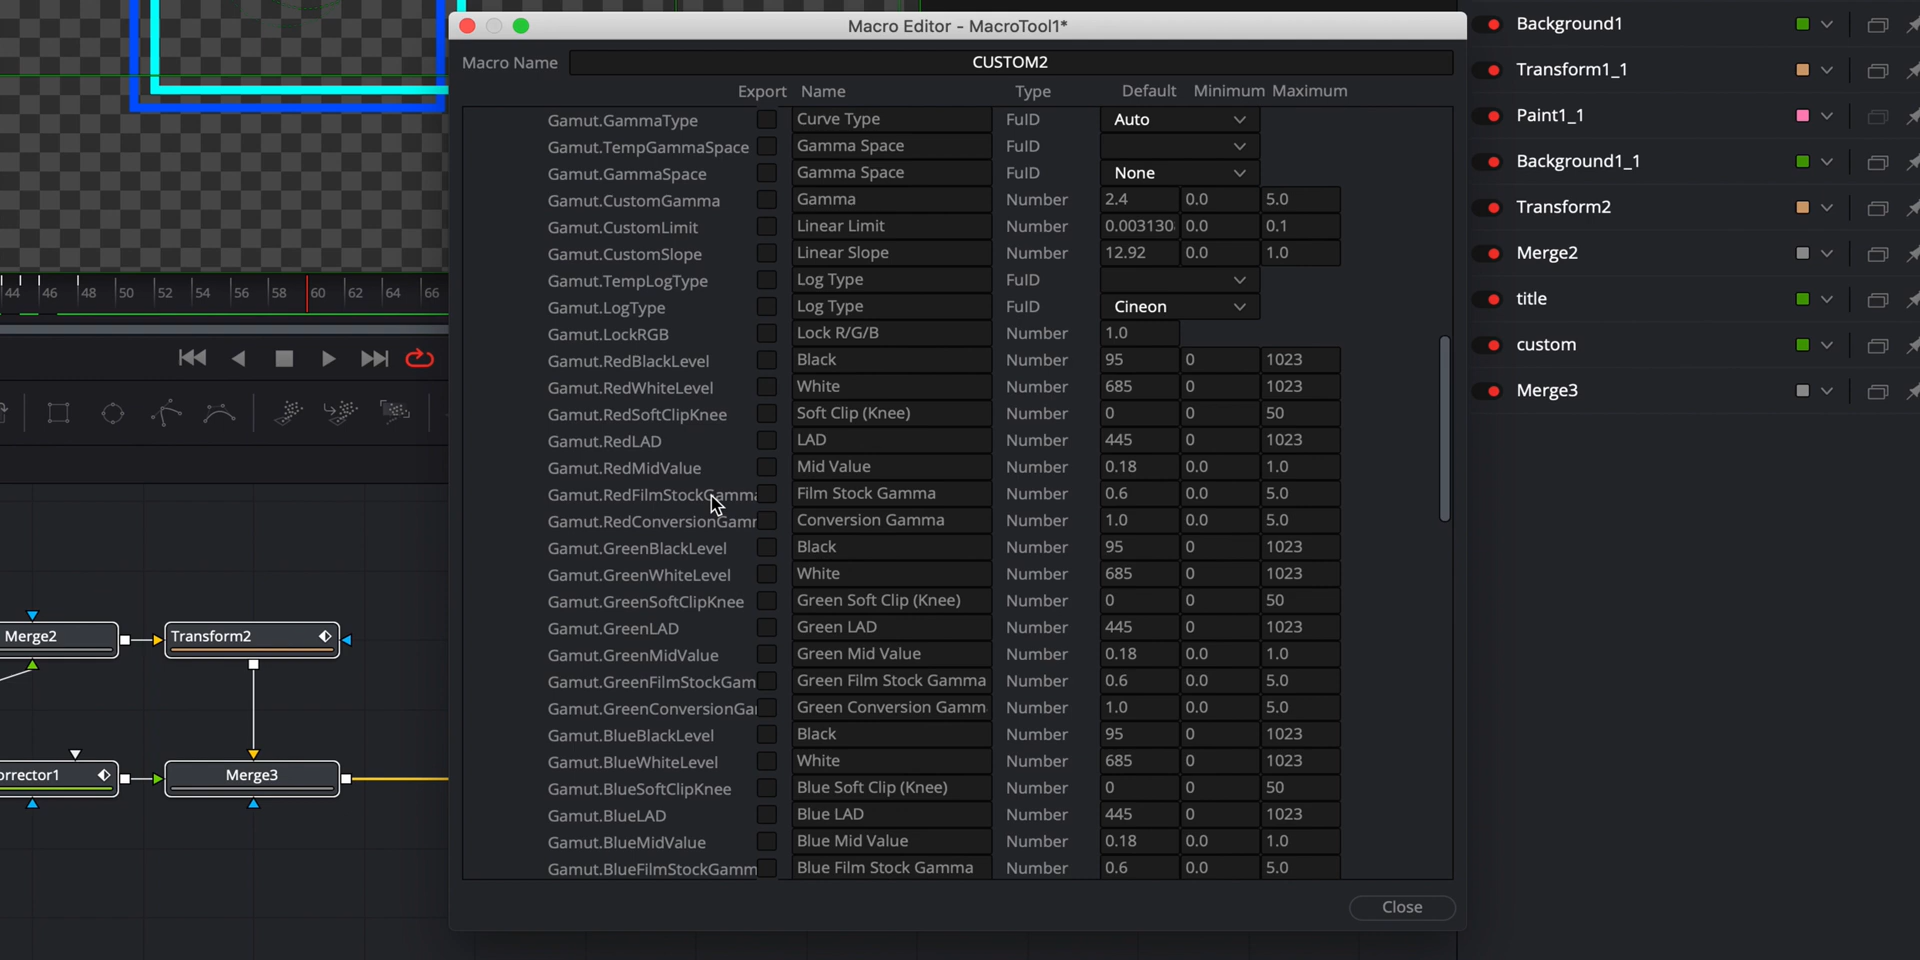 Macro Editor - MacroTool1*
Macro Name CUSTOM2
Export Name Type Default Minimum Maximum
Gamut.GammaType Curve Type FuID Auto
Gamut.TempGammaSpace Gamma Space FuID
Gamut.GammaSpace Gamma Space FuID None
Gamut.CustomGamma Gamma Number 2.4 0.0 5.0
Gamut.CustomLimit Linear Limit Number 0.003130 0.0 0.1
Gamut.CustomSlope Linear Slope Number 12.92 0.0 1.0
Gamut.TempLogType Log Type FuID
Gamut.LogType Log Type FuID Cineon
Gamut.LockRGB Lock R/G/B Number 1.0
Gamut.RedBlackLevel Black Number 95 0 1023
Gamut.RedWhiteLevel White Number 685 0 1023
Gamut.RedSoftClipKnee Soft Clip (Knee) Number 0 0 50
Gamut.RedLAD LAD Number 445 0 1023
Gamut.RedMidValue Mid Value Number 0.18 0.0 1.0
Gamut.RedFilmStockGamma Film Stock Gamma Number 0.6 0.0 5.0
Gamut.RedConversionGamm Conversion Gamma Number 1.0 0.0 5.0
Gamut.GreenBlackLevel Black Number 95 0 1023
Gamut.GreenWhiteLevel White Number 685 0 1023
Gamut.GreenSoftClipKnee Green Soft Clip (Knee) Number 0 0 50
Gamut.GreenLAD Green LAD Number 445 0 1023
Gamut.GreenMidValue Green Mid Value Number 0.18 0.0 1.0
Gamut.GreenFilmStockGam Green Film Stock Gamma Number 0.6 0.0 5.0
Gamut.GreenConversionGa Green Conversion Gamm Number 1.0 0.0 5.0
Gamut.BlueBlackLevel Black Number 95 0 1023
Gamut.BlueWhiteLevel White Number 685 0 1023
Gamut.BlueSoftClipKnee Blue Soft Clip (Knee) Number 0 0 50
Gamut.BlueLAD Blue LAD Number 445 0 1023
Gamut.BlueMidValue Blue Mid Value Number 0.18 0.0 1.0
Gamut.BlueFilmStockGamm Blue Film Stock Gamma Number 0.6 0.0 5.0
Close
44 46 48 50 52 54 56 58 60 62 64 66
Merge2 Transform2
orrector1 Merge3
Background1
Transform1_1
Paint1_1
Background1_1
Transform2
Merge2
title
custom
Merge3